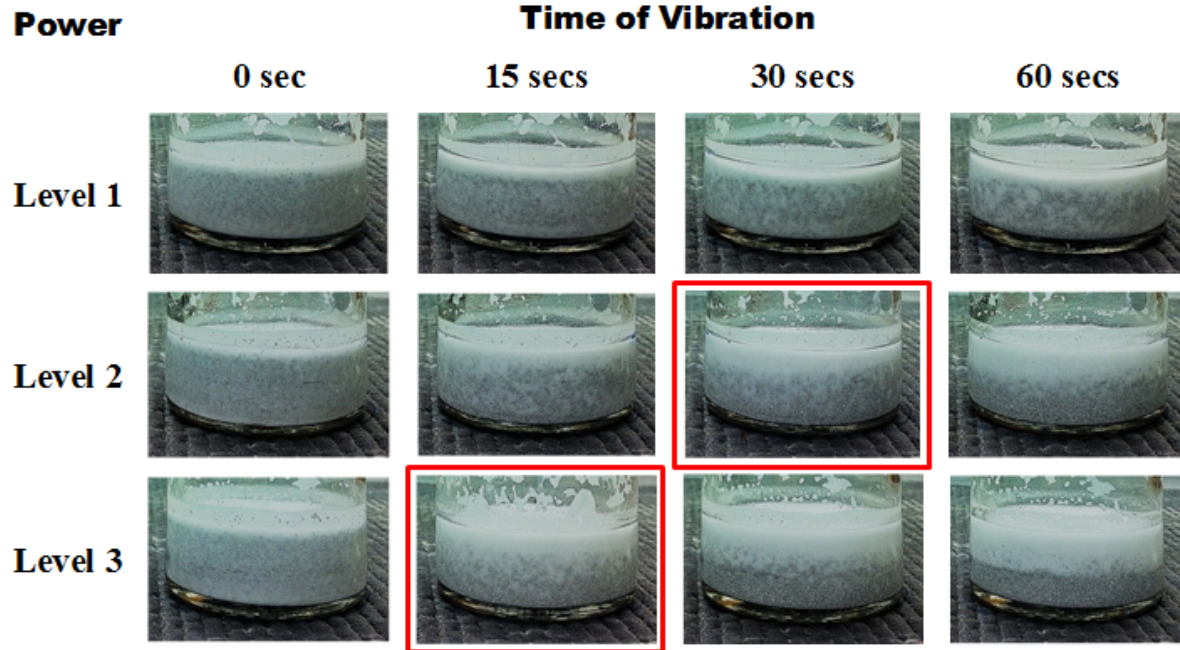 Power
Time of Vibration
0 sec 15 secs 30 secs 60 secs
Level 1
Level 2
Level 3